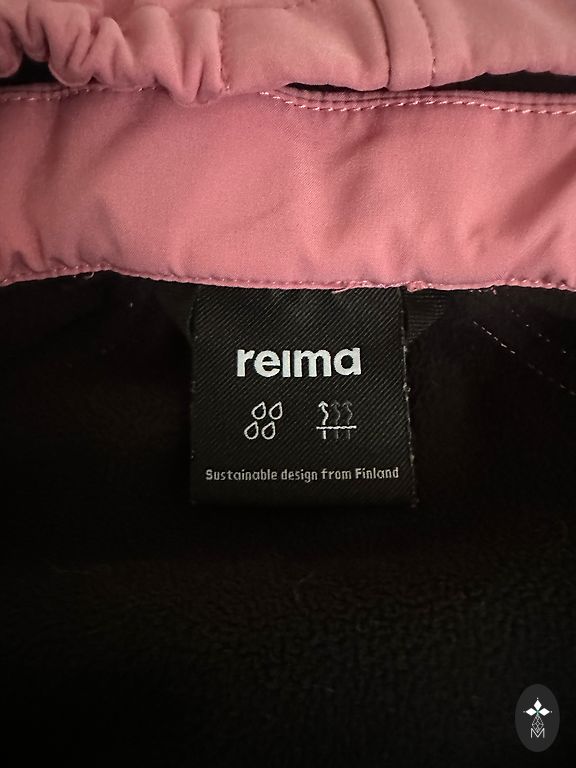 reima
Sustainable design from Finland
M